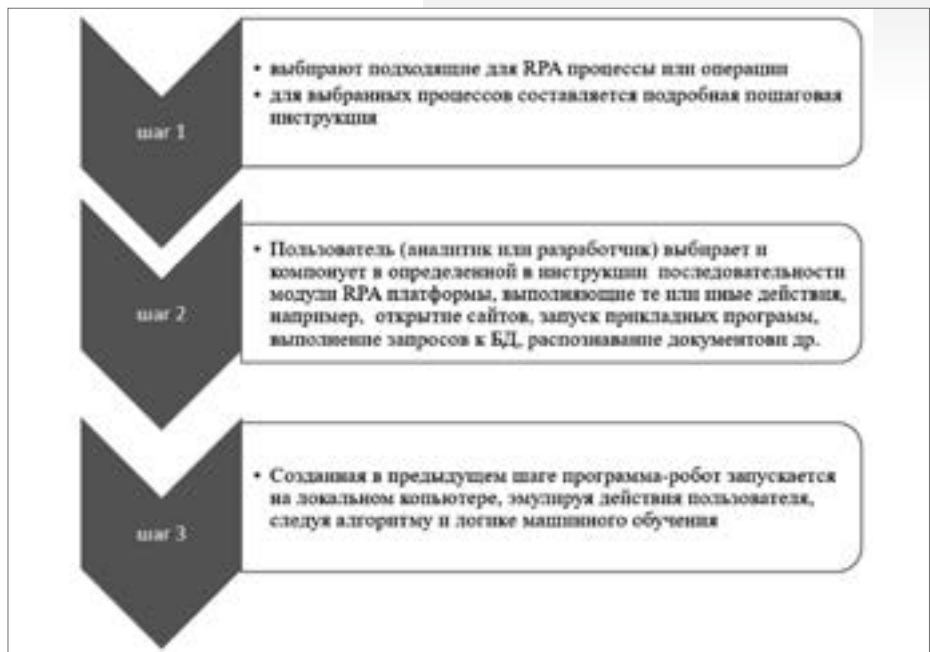 шаг 1
• выбирают подходящие для RPA процессы или операции
• для выбранных процессов составляется подробная пошаговая
инструкция
шаг 2
• Пользователь (аналитик или разработчик) выбирает и
компонует в определенной в инструкции последовательности
модули RPA платформы, выполняющие те или иные действия,
например, открытие сайтов, запуск прикладных программ,
выполнение запросов к БД, распознавание документови др.
шаг 3
• Созданная в предыдущем шаге программа-робот запускается
на локальном копьютере, эмулируя действия пользователя,
следуя алгоритму и логике машинного обучения